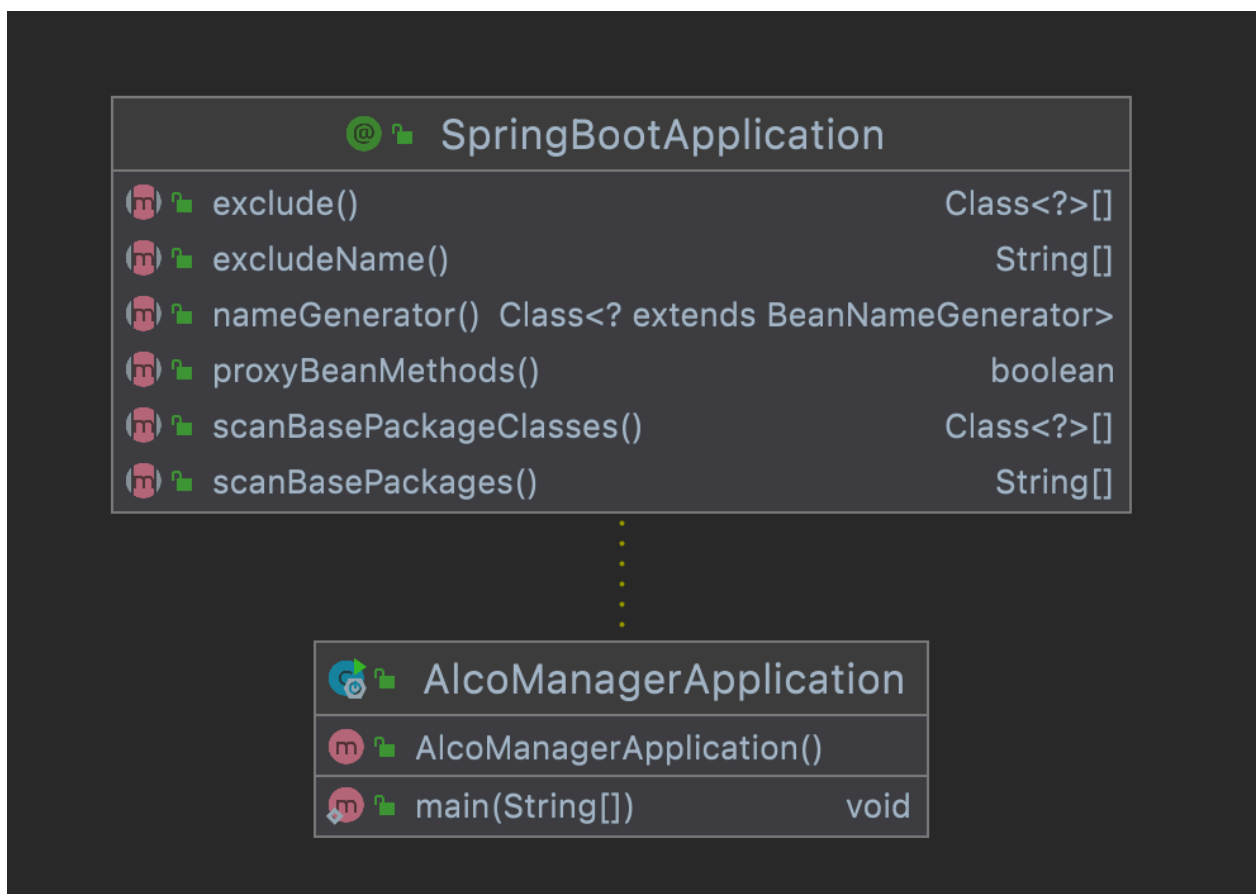 SpringBootApplication
exclude() Class<?>[]
excludeName() String[]
nameGenerator() Class<? extends BeanNameGenerator>
proxyBeanMethods() boolean
scanBasePackageClasses() Class<?>[]
scanBasePackages() String[]
AlcoManagerApplication
AlcoManagerApplication()
main(String[]) void